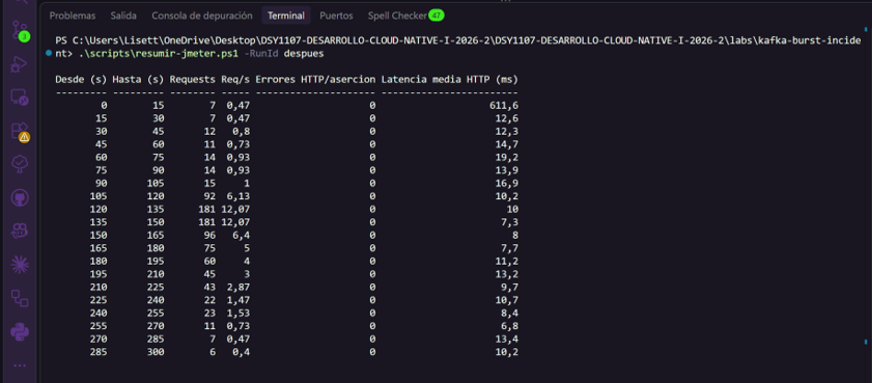 Problemas Salida Consola de depuración Terminal Puertos Spell Checker 47
PS C:\Users\Lisett\OneDrive\Desktop\DSY1107-DESARROLLO-CLOUD-NATIVE-I-2026-2\DSY1107-DESARROLLO-CLOUD-NATIVE-I-2026-2\labs\kafka-burst-incide
nt> .\scripts\resumir-jmeter.ps1 -RunId despues
Desde (s) Hasta (s) Requests Req/s Errores HTTP/asercion Latencia media HTTP (ms)
--------- --------- -------- ----- --------------------- ------------------------
0 15 7 0,47 0 611,6
15 30 7 0,47 0 12,6
30 45 12 0,8 0 12,3
45 60 11 0,73 0 14,7
60 75 14 0,93 0 19,2
75 90 14 0,93 0 13,9
90 105 15 1 0 16,9
105 120 92 6,13 0 10,2
120 135 181 12,07 0 10
135 150 181 12,07 0 7,3
150 165 96 6,4 0 8
165 180 75 5 0 7,7
180 195 60 4 0 11,2
195 210 45 3 0 13,2
210 225 43 2,87 0 9,7
225 240 22 1,47 0 10,7
240 255 23 1,53 0 8,4
255 270 11 0,73 0 6,8
270 285 7 0,47 0 13,4
285 300 6 0,4 0 10,2
3